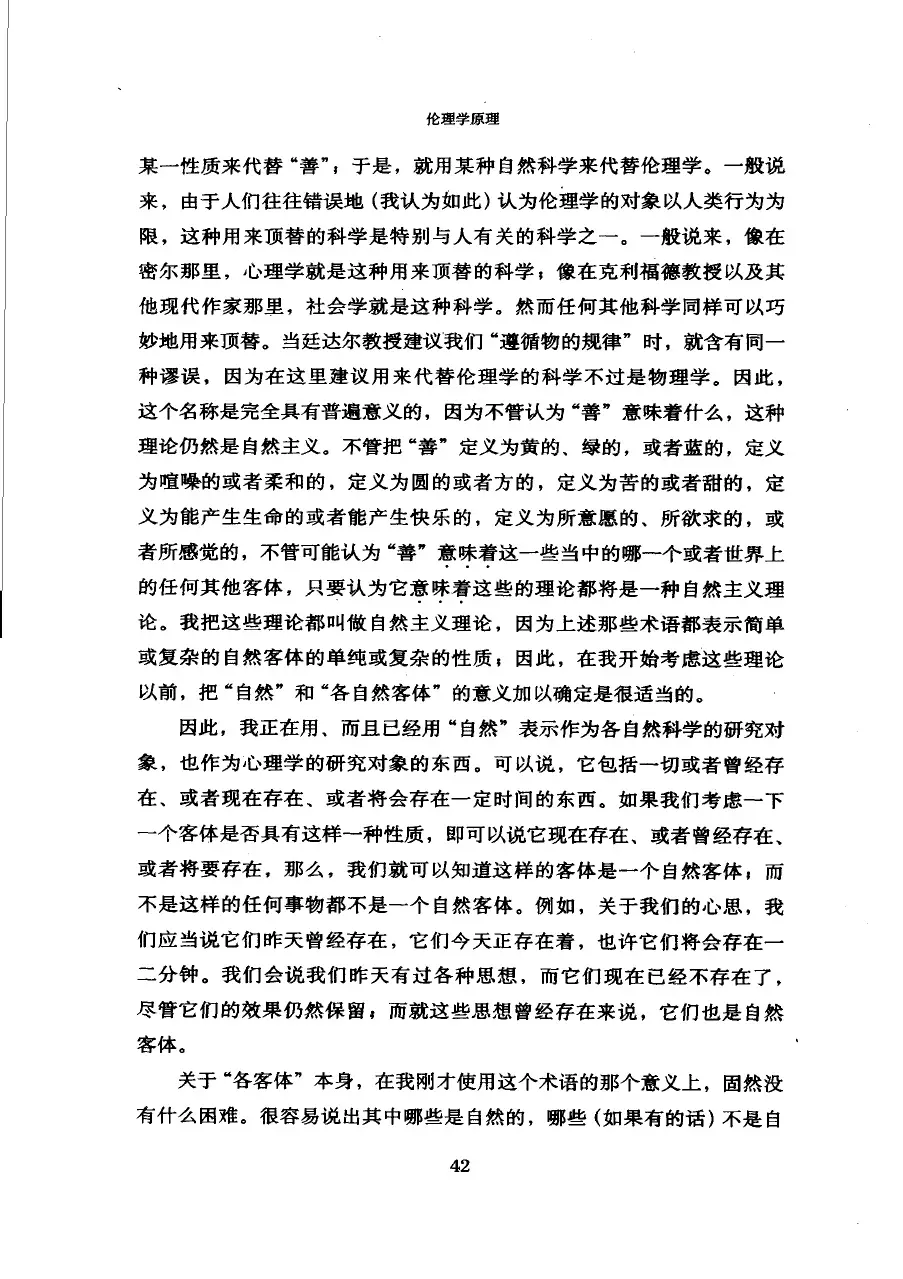 伦理学原理
某一性质来代替“善”；于是，就用某种自然科学来代替伦理学。一般说
来，由于人们往往错误地（我认为如此）认为伦理学的对象以人类行为为
限，这种用来顶替的科学是特别与人有关的科学之一。一般说来，像在
密尔那里，心理学就是这种用来顶替的科学；像在克利福德教授以及其
他现代作家那里，社会学就是这种科学。然而任何其他科学同样可以巧
妙地用来顶替。当廷达尔教授建议我们“遵循物的规律”时，就含有同一
种谬误，因为在这里建议用来代替伦理学的科学不过是物理学。因此，
这个名称是完全具有普遍意义的，因为不管认为“善”意味着什么，这种
理论仍然是自然主义。不管把“善”定义为黄的、绿的，或者蓝的，定义
为喧噪的或者柔和的，定义为圆的或者方的，定义为苦的或者甜的，定
义为能产生生命的或者能产生快乐的，定义为所意愿的、所欲求的，或
者所感觉的，不管可能认为“善”意味着这一些当中的哪一个或者世界上
的任何其他客体，只要认为它意味着这些的理论都将是一种自然主义理
论。我把这些理论都叫做自然主义理论，因为上述那些术语都表示简单
或复杂的自然客体的单纯或复杂的性质；因此，在我开始考虑这些理论
以前，把“自然”和“各自然客体”的意义加以确定是很适当的。
因此，我正在用、而且已经用“自然”表示作为各自然科学的研究对
象，也作为心理学的研究对象的东西。可以说，它包括一切或者曾经存
在、或者现在存在、或者将会存在一定时间的东西。如果我们考虑一下
一个客体是否具有这样一种性质，即可以说它现在存在、或者曾经存在、
或者将要存在，那么，我们就可以知道这样的客体是一个自然客体；而
不是这样的任何事物都不是一个自然客体。例如，关于我们的心思，我
们应当说它们昨天曾经存在，它们今天正存在着，也许它们将会存在一
二分钟。我们会说我们昨天有过各种思想，而它们现在已经不存在了，
尽管它们的效果仍然保留；而就这些思想曾经存在来说，它们也是自然
客体。
关于“各客体”本身，在我刚才使用这个术语的那个意义上，固然没
有什么困难。很容易说出其中哪些是自然的，哪些（如果有的话）不是自
42